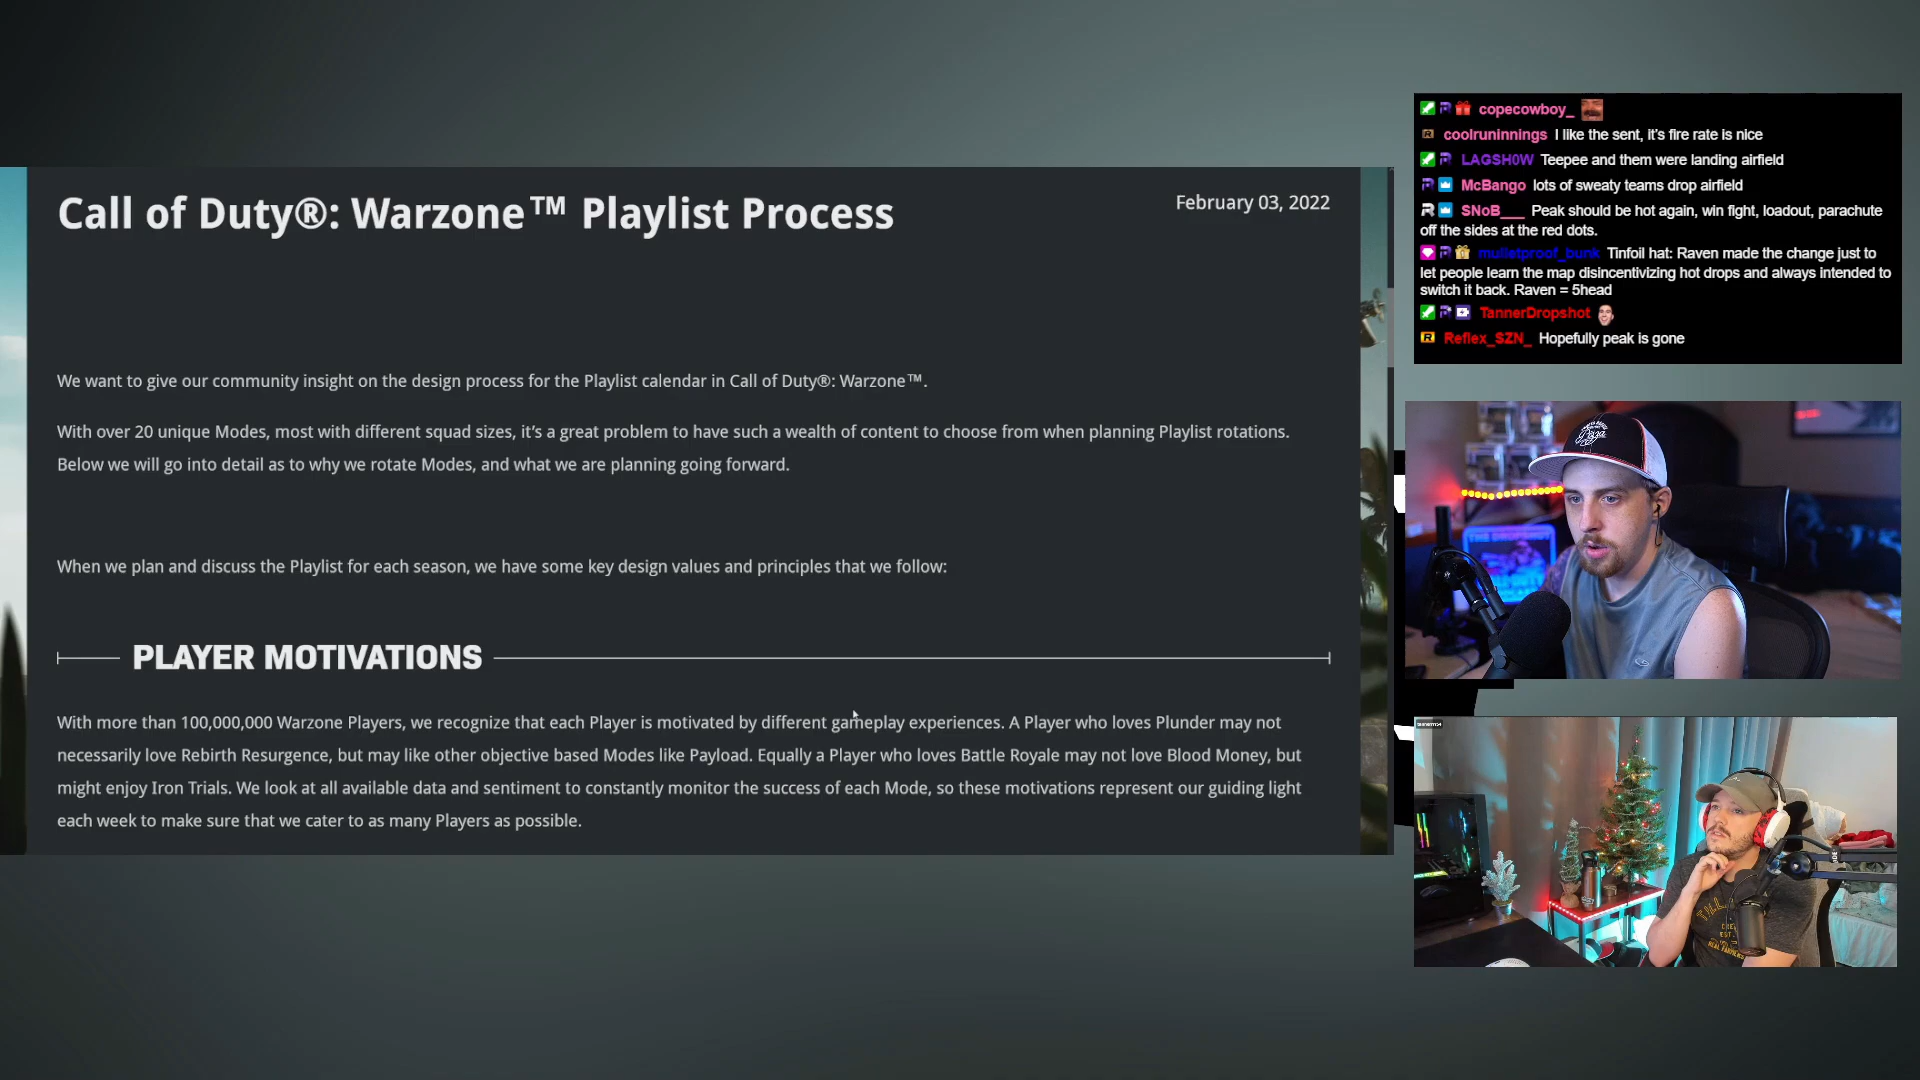 Call of Duty®: Warzone™ Playlist Process
February 03, 2022
We want to give our community insight on the design process for the Playlist calendar in Call of Duty®: Warzone™.
With over 20 unique Modes, most with different squad sizes, it's a great problem to have such a wealth of content to choose from when planning Playlist rotations.
Below we will go into detail as to why we rotate Modes, and what we are planning going forward.
When we plan and discuss the Playlist for each season, we have some key design values and principles that we follow:
PLAYER MOTIVATIONS
With more than 100,000,000 Warzone Players, we recognize that each Player is motivated by different gameplay experiences. A Player who loves Plunder may not
necessarily love Rebirth Resurgence, but may like other objective based Modes like Payload. Equally a Player who loves Battle Royale may not love Blood Money, but
might enjoy Iron Trials. We look at all available data and sentiment to constantly monitor the success of each Mode, so these motivations represent our guiding light
each week to make sure that we cater to as many Players as possible.
copecowboy_
coolruninnings I like the sent, it's fire rate is nice
LAGSH0W Teepee and them were landing airfield
McBango lots of sweaty teams drop airfield
SNoB___ Peak should be hot again, win fight, loadout, parachute
off the sides at the red dots.
mulletproof_bunk Tinfoil hat: Raven made the change just to
let people learn the map disincentivizing hot drops and always intended to
switch it back. Raven = 5head
TannerDropshot
Reflex_SZN_ Hopefully peak is gone
THE DROPSHOT